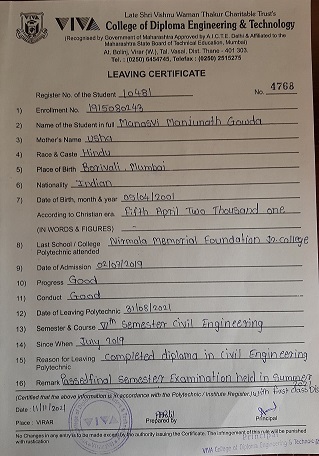 Late Shri Vishnu Waman Thakur Charitable Trust's
VIVA College of Diploma Engineering & Technology
(Recognised by Government of Maharashtra Approved by A.I.C.T.E. Delhi & Affiliated to the
Maharashtra State Board of Technical Education, Mumbai)
At. Bolinj, Virar (W.), Tal. Vasai, Dist. Thane - 401 303.
Tel. : (0250) 6454745, Telefax : (0250) 2515275
LEAVING CERTIFICATE
Register No. of the Student 10481 No. 4768
1) Enrollment No. 1915080243
2) Name of the Student in full Manasvi Manjunath Gowda
3) Mother's Name Usha
4) Race & Caste Hindu
5) Place of Birth Borivali, Mumbai
6) Nationality Indian
7) Date of Birth, month & year 05/04/2001
According to Christian era Fifth April Two Thousand one
(IN WORDS & FIGURES) -
8) Last School / College Nirmala Memorial Foundation Jr. college
Polytechnic attended
9) Date of Admission 02/07/2019
10) Progress Good
11) Conduct Good
12) Date of Leaving Polytechnic 31/08/2021
13) Semester & Course Semester Civil Engineering
14) Since When July 2019
15) Reason for Leaving Completed diploma in Civil Engineering
Polytechnic
16) Remark Passed final semester Examination held in Summer
(Certified that the above information is in accordance with the Polytechnic / Institute Register.) with first class
Date 11/11/2021
Place : VIRAR Prepared by Principal
No Changes in any entry is to be made except by the authority issuing the Certificate. The Infringement of this rule will be punished
with rustication
Principal
VIVA College of Diploma Engineering & Technology